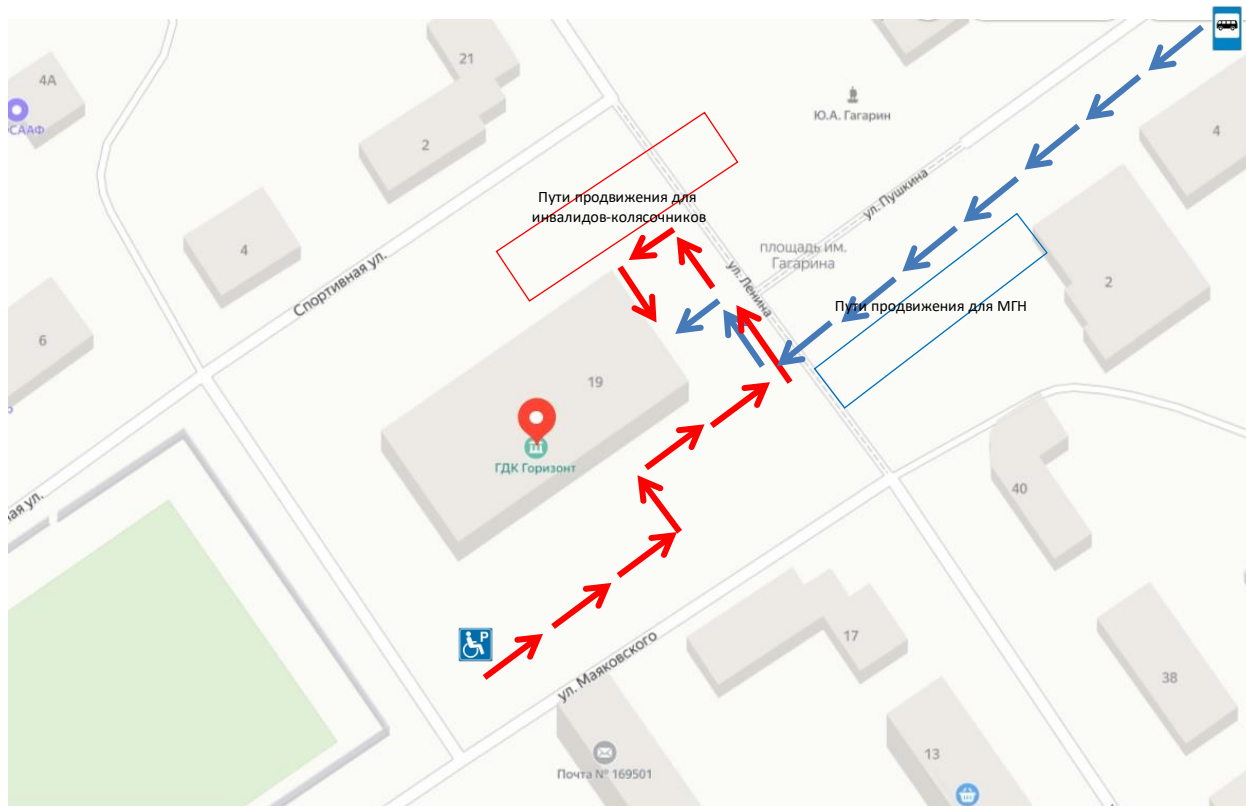 21
4А
СААФ
2
Ю.А. Гагарин
4
Пути продвижения для
инвалидов-колясочников
ул. Пушкина
4
площадь им.
Гагарина
ул. Ленина
2
Спортивная ул.
Пути продвижения для МГН
6
19
ГДК Горизонт
ная ул.
40
P
17
ул. Маяковского
38
13
Почта № 169501